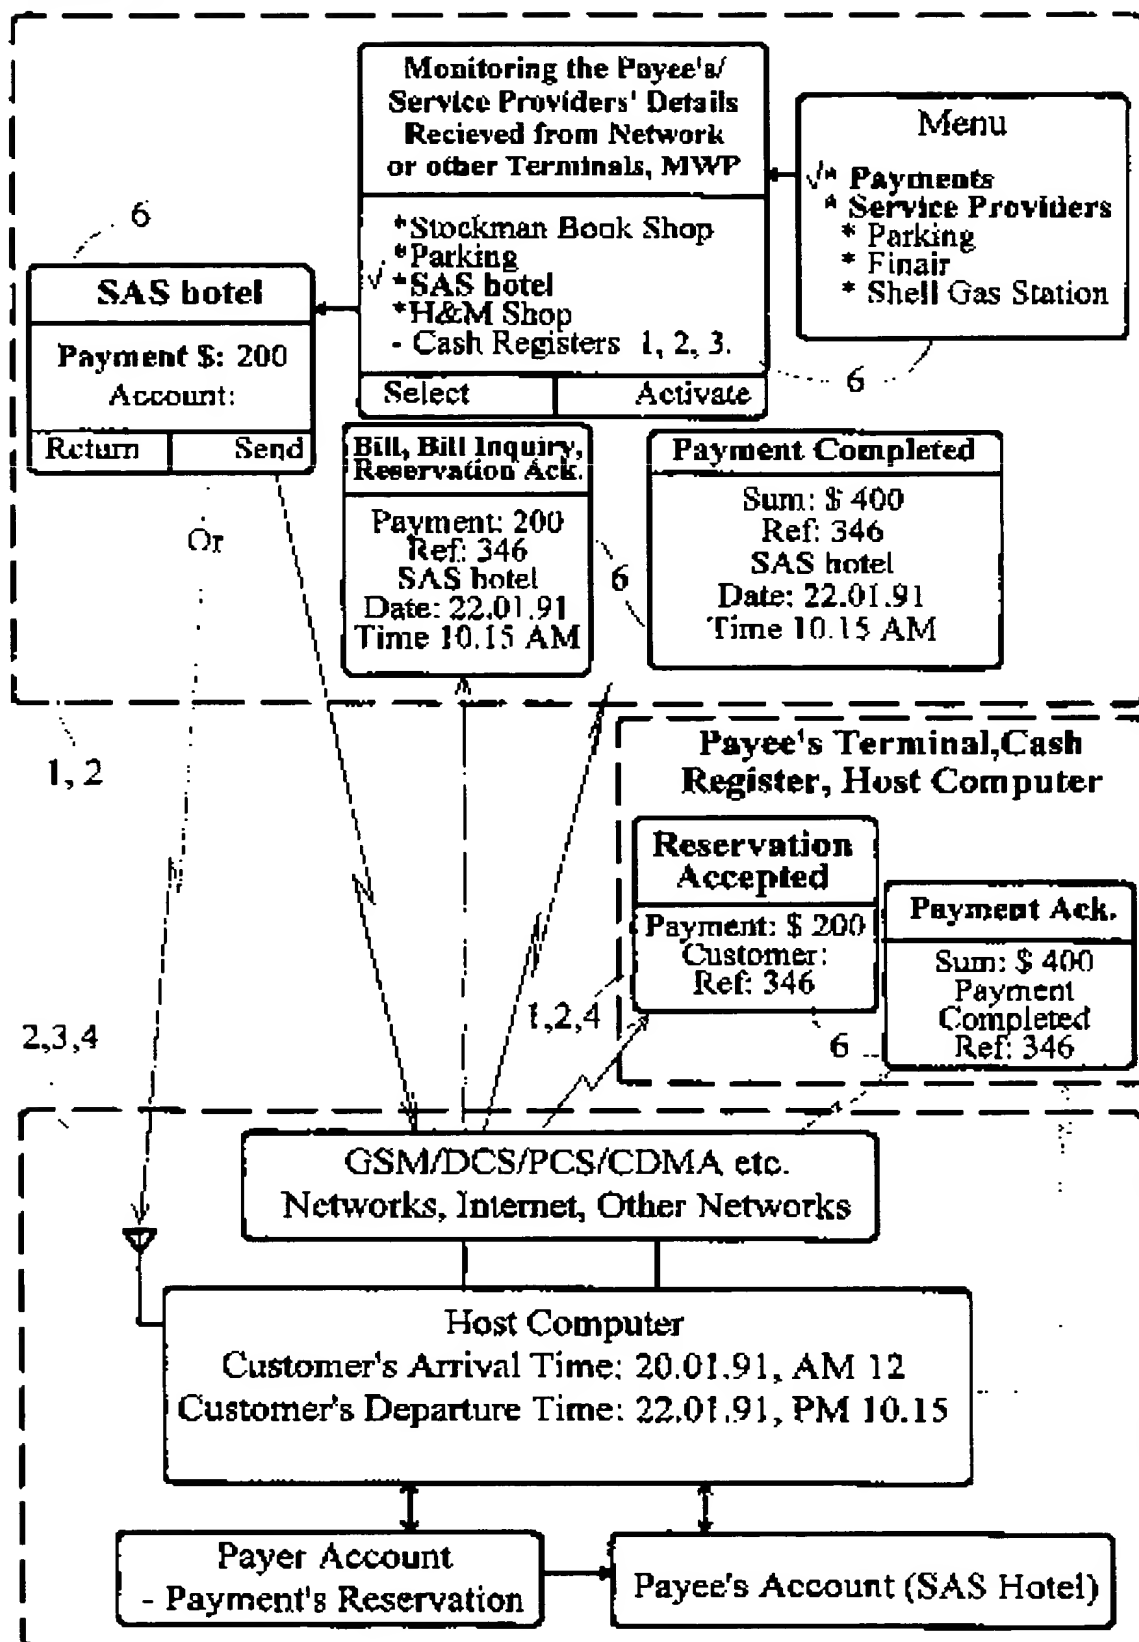 Monitoring the Payee's/
Service Providers' Details
Recieved from Network
or other Terminals, MWP
*Stockman Book Shop
*Parking
√ *SAS hotel
*H&M Shop
- Cash Registers 1, 2, 3.
Select Activate
Menu
√* Payments
* Service Providers
* Parking
* Finair
* Shell Gas Station
6
6
SAS hotel
Payment $: 200
Account:
Return Send
Or
Bill, Bill Inquiry,
Reservation Ack.
Payment: 200
Ref: 346
SAS hotel
Date: 22.01.91
Time 10.15 AM
6
Payment Completed
Sum: $ 400
Ref: 346
SAS hotel
Date: 22.01.91
Time 10.15 AM
1, 2
Payee's Terminal,Cash
Register, Host Computer
Reservation
Accepted
Payment: $ 200
Customer:
Ref: 346
Payment Ack.
Sum: $ 400
Payment
Completed
Ref: 346
1,2,4
6
2,3,4
GSM/DCS/PCS/CDMA etc.
Networks, Internet, Other Networks
Host Computer
Customer's Arrival Time: 20.01.91, AM 12
Customer's Departure Time: 22.01.91, PM 10.15
Payer Account
- Payment's Reservation
Payee's Account (SAS Hotel)